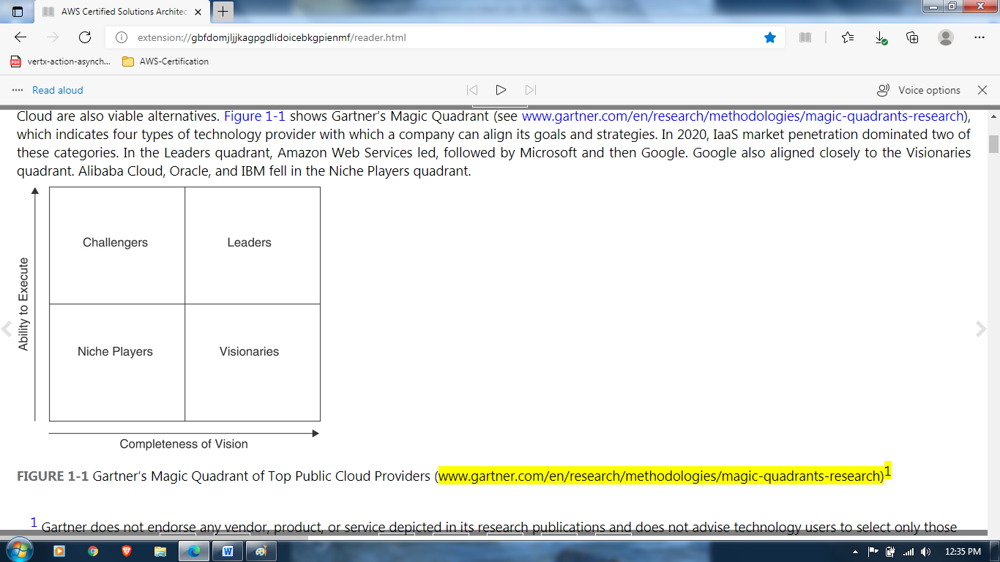 AWS Certified Solutions Architec
extension://gbfdomjljjkagpgdlidoicebkgpienmf/reader.html
vertx-action-asynch... AWS-Certification
Read aloud Voice options
Cloud are also viable alternatives. Figure 1-1 shows Gartner's Magic Quadrant (see www.gartner.com/en/research/methodologies/magic-quadrants-research),
which indicates four types of technology provider with which a company can align its goals and strategies. In 2020, IaaS market penetration dominated two of
these categories. In the Leaders quadrant, Amazon Web Services led, followed by Microsoft and then Google. Google also aligned closely to the Visionaries
quadrant. Alibaba Cloud, Oracle, and IBM fell in the Niche Players quadrant.
Challengers Leaders
Ability to Execute
Niche Players Visionaries
Completeness of Vision
FIGURE 1-1 Gartner's Magic Quadrant of Top Public Cloud Providers (www.gartner.com/en/research/methodologies/magic-quadrants-research)1
1 Gartner does not endorse any vendor, product, or service depicted in its research publications and does not advise technology users to select only those
12:35 PM